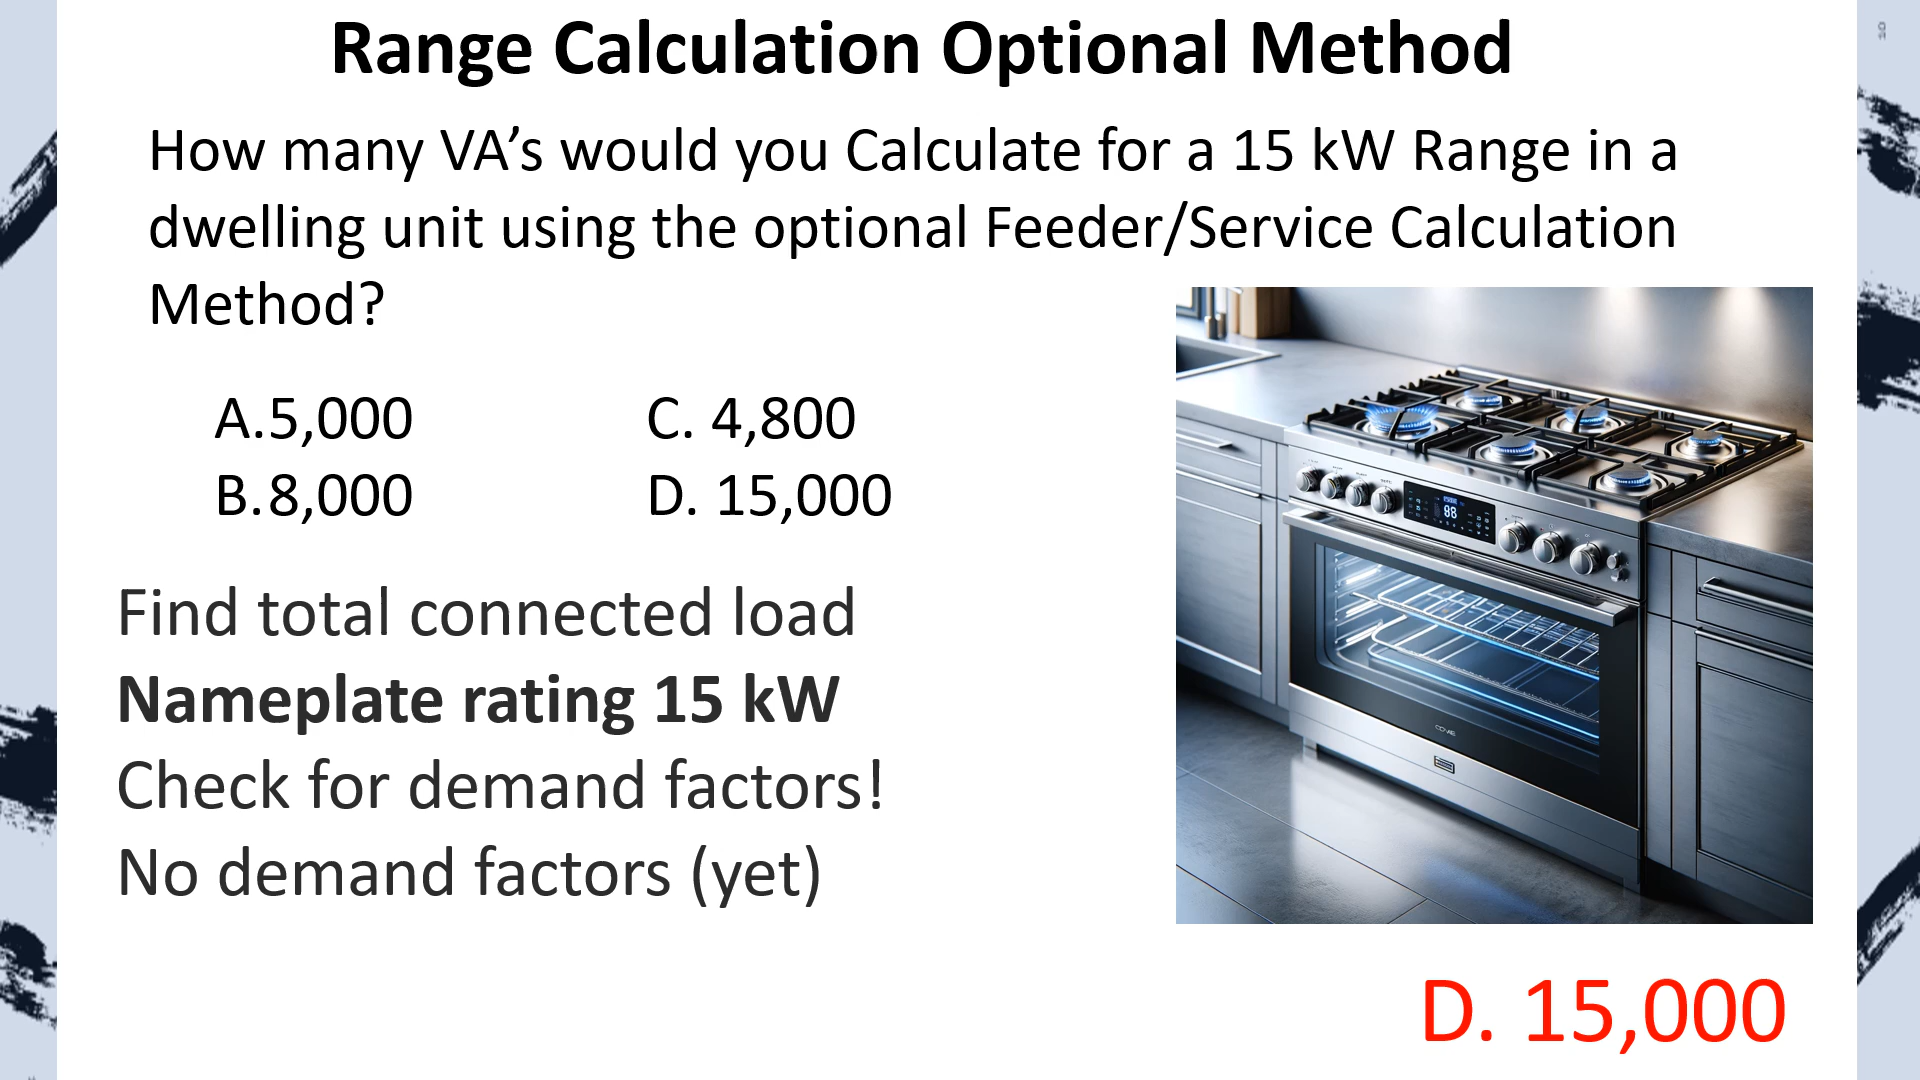 Range Calculation Optional Method
How many VA’s would you Calculate for a 15 kW Range in a
dwelling unit using the optional Feeder/Service Calculation
Method?
A.5,000
B.8,000
C. 4,800
D. 15,000
Find total connected load
Nameplate rating 15 kW
Check for demand factors!
No demand factors (yet)
D. 15,000